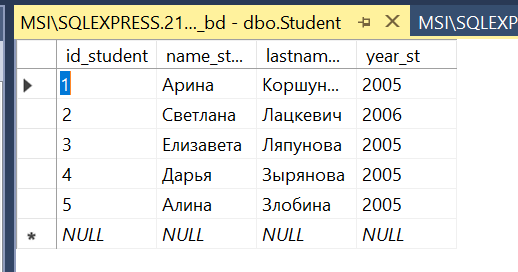 MSI\SQLEXPRESS.21..._bd - dbo.Student MSI\SQLEXP
id_student name_st... lastnam... year_st
1 Арина Коршун... 2005
2 Светлана Лацкевич 2006
3 Елизавета Ляпунова 2005
4 Дарья Зырянова 2005
5 Алина Злобина 2005
NULL NULL NULL NULL